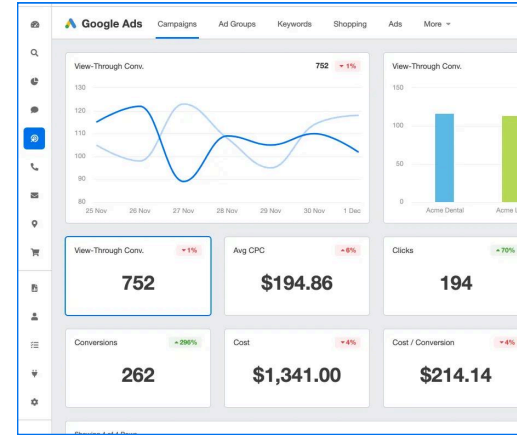 Google Ads Campaigns Ad Groups Keywords Shopping Ads More
View-Through Conv. 752 1%
130
120
110
100
90
80
25 Nov 26 Nov 27 Nov 28 Nov 29 Nov 30 Nov 1 Dec
View-Through Conv.
150
100
50
0
Acme Dental Acme
View-Through Conv. 1%
752
Avg CPC 6%
$194.86
Clicks 70%
194
Conversions 296%
262
Cost 4%
$1,341.00
Cost / Conversion 4%
$214.14